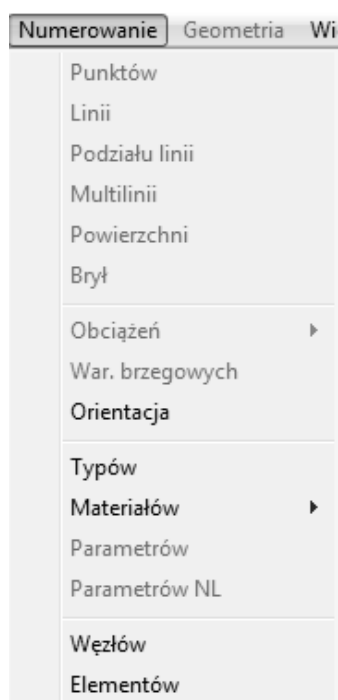 Numerowanie Geometria Wi
Punktów
Linii
Podziału linii
Multilinii
Powierzchni
Brył
Obciążeń
War. brzegowych
Orientacja
Typów
Materiałów
Parametrów
Parametrów NL
Węzłów
Elementów